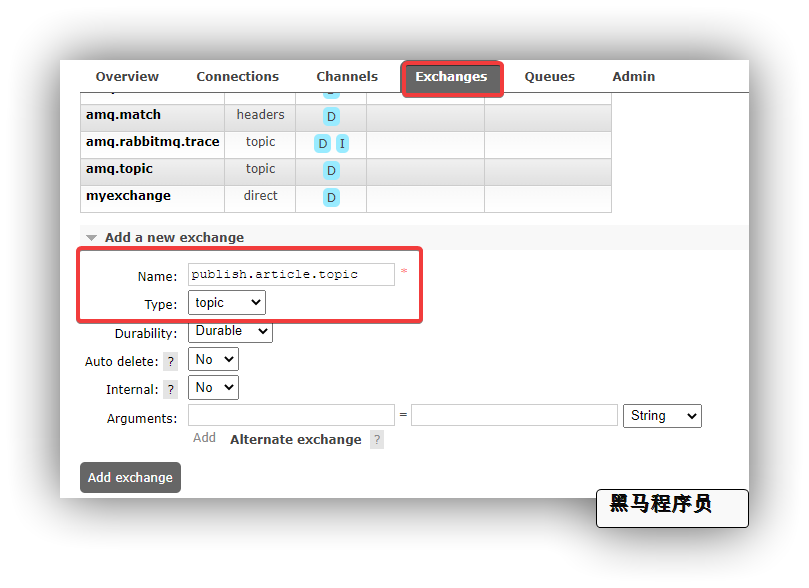 Overview Connections Channels Exchanges Queues Admin
amq.match headers D
amq.rabbitmq.trace topic D I
amq.topic topic D
myexchange direct D
Add a new exchange
Name: publish.article.topic *
Type: topic
Durability: Durable
Auto delete: ? No
Internal: ? No
Arguments: = String
Add Alternate exchange ?
Add exchange
黑马程序员